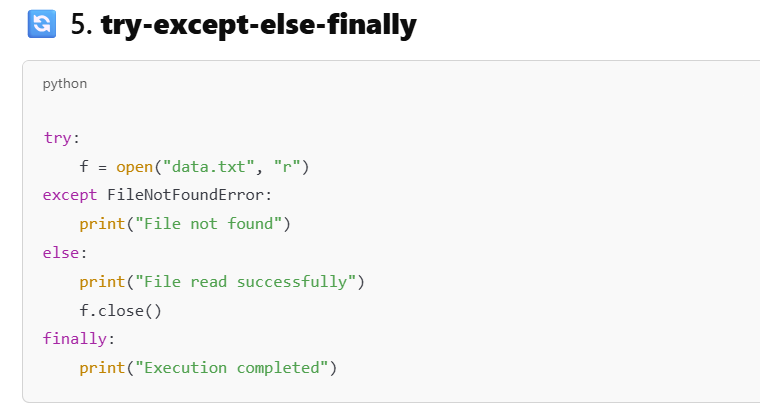 🔄 5. try-except-else-finally
python
try:
    f = open("data.txt", "r")
except FileNotFoundError:
    print("File not found")
else:
    print("File read successfully")
    f.close()
finally:
    print("Execution completed")